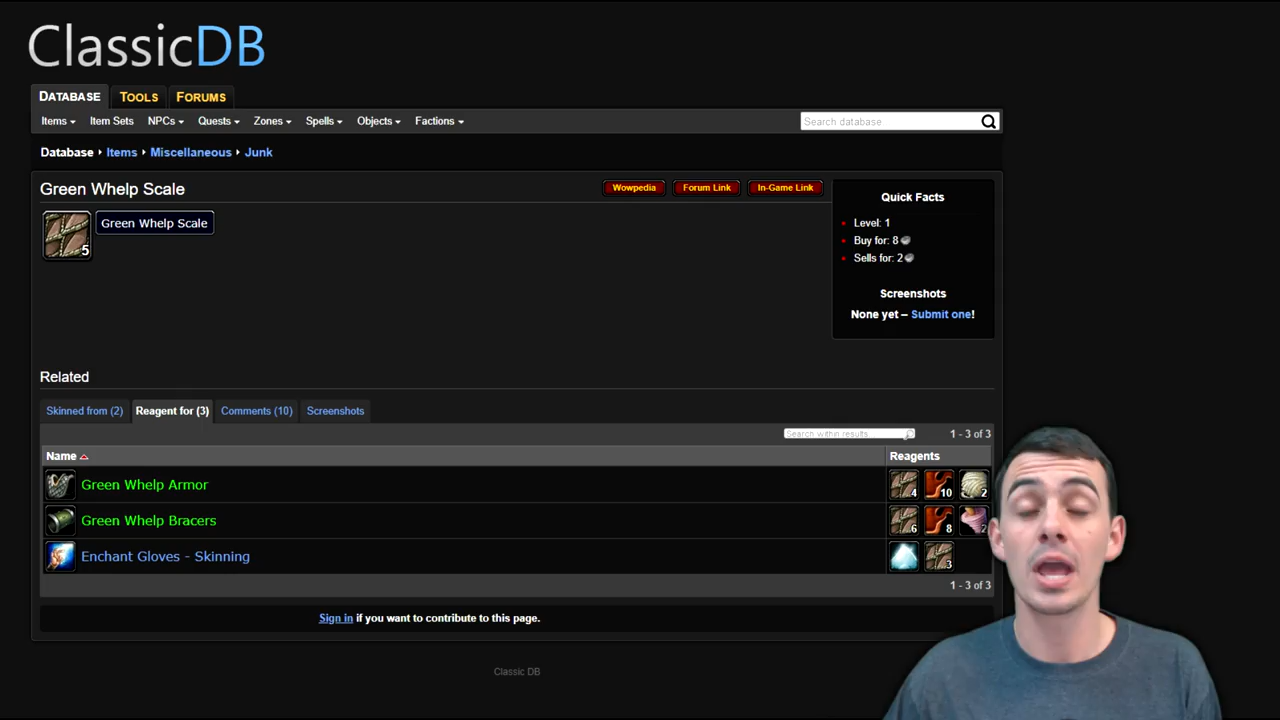 ClassicDB
DATABASE TOOLS FORUMS
Items Item Sets NPCs Quests Zones Spells Objects Factions Search database
Database Items Miscellaneous Junk
Green Whelp Scale Wowpedia Forum Link In-Game Link
Quick Facts
Green Whelp Scale
5
Level: 1
Buy for: 8
Sells for: 2
Screenshots
None yet – Submit one!
Related
Skinned from (2) Reagent for (3) Comments (10) Screenshots
Search within results 1 - 3 of 3
Name Reagents
Green Whelp Armor 4 10 2
Green Whelp Bracers 6 8 2
Enchant Gloves - Skinning 3
1 - 3 of 3
Sign in if you want to contribute to this page.
Classic DB